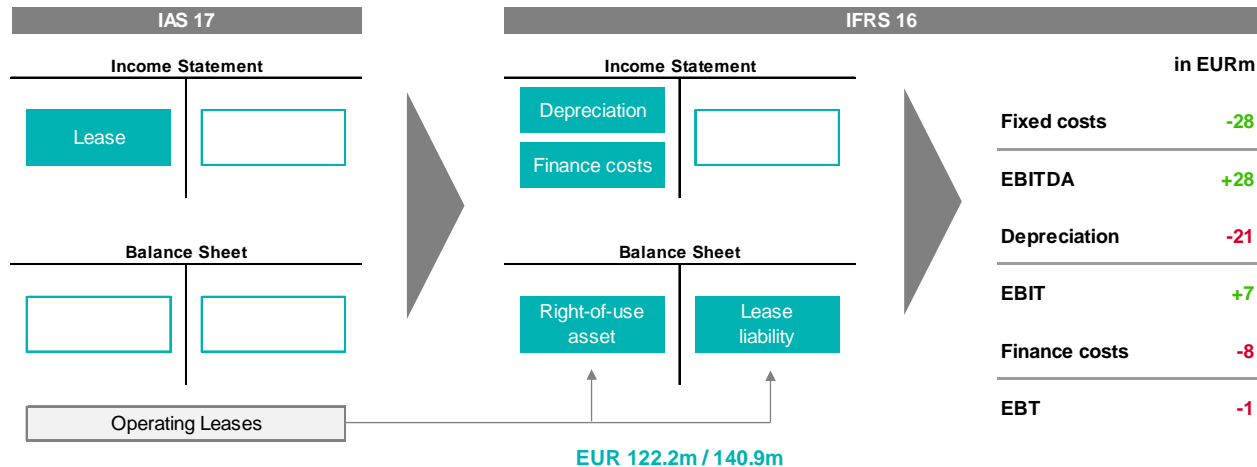 IAS 17
Income Statement
Lease
Balance Sheet
Operating Leases
IFRS 16
Income Statement
Depreciation
Finance costs
Balance Sheet
Right-of-use
asset
Lease
liability
EUR 122.2m / 140.9m
in EURm
Fixed costs -28
EBITDA +28
Depreciation -21
EBIT +7
Finance costs -8
EBT -1